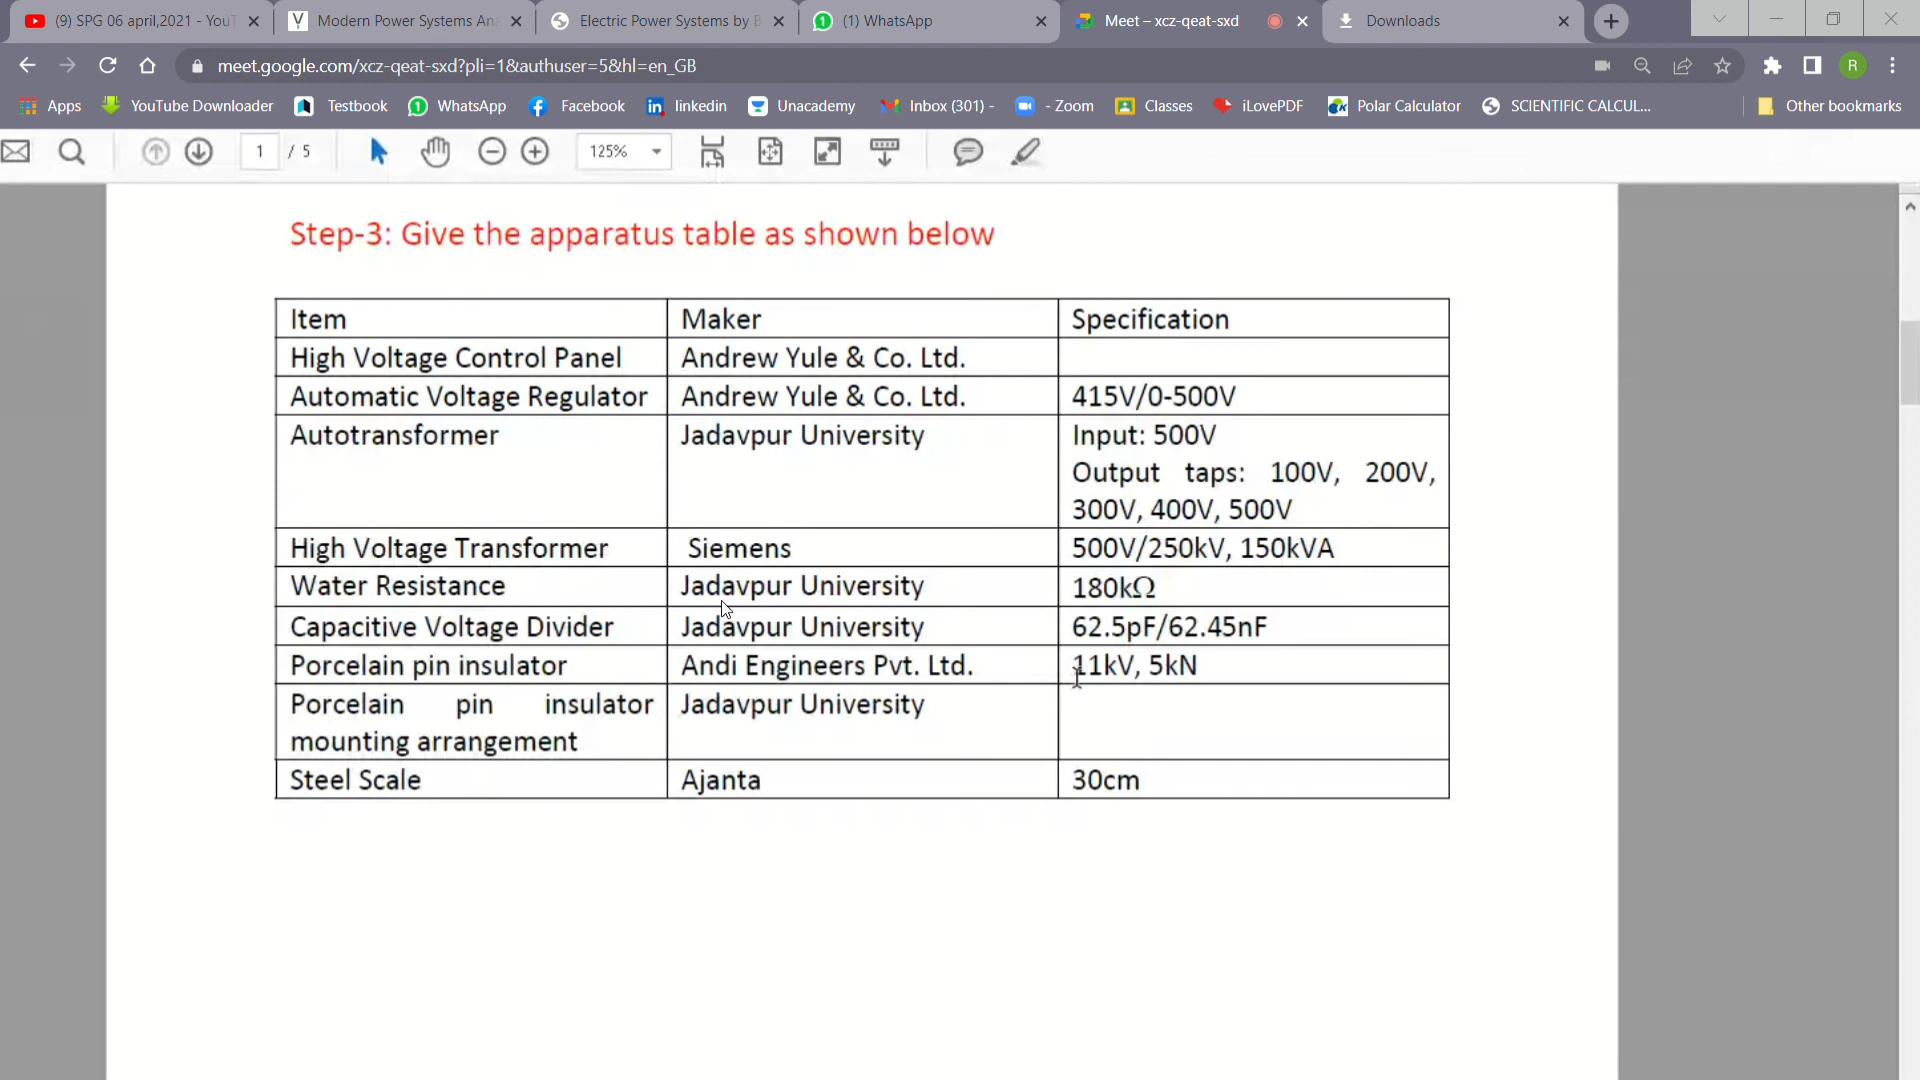 (9) SPG 06 april,2021 - YouT
Modern Power Systems Ana
Electric Power Systems by B
(1) WhatsApp
Meet – xcz-qeat-sxd
Downloads
meet.google.com/xcz-qeat-sxd?pli=1&authuser=5&hl=en_GB
R
Apps
YouTube Downloader
Testbook
WhatsApp
Facebook
linkedin
Unacademy
Inbox (301) -
- Zoom
Classes
iLovePDF
Polar Calculator
SCIENTIFIC CALCUL...
Other bookmarks
1 / 5
125%
Step-3: Give the apparatus table as shown below
Item Maker Specification
High Voltage Control Panel Andrew Yule & Co. Ltd.
Automatic Voltage Regulator Andrew Yule & Co. Ltd. 415V/0-500V
Autotransformer Jadavpur University Input: 500V
Output taps: 100V, 200V,
300V, 400V, 500V
High Voltage Transformer Siemens 500V/250kV, 150kVA
Water Resistance Jadavpur University 180kΩ
Capacitive Voltage Divider Jadavpur University 62.5pF/62.45nF
Porcelain pin insulator Andi Engineers Pvt. Ltd. 11kV, 5kN
Porcelain pin insulator Jadavpur University
mounting arrangement
Steel Scale Ajanta 30cm